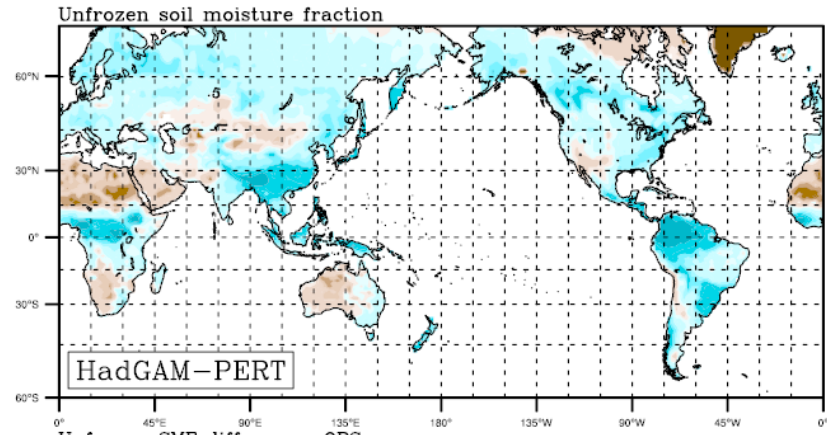 Unfrozen soil moisture fraction
60°N
30°N
0°
30°S
60°S
.5
HadGAM-PERT
0° 45°E 90°E 135°E 180° 135°W 90°W 45°W 0°